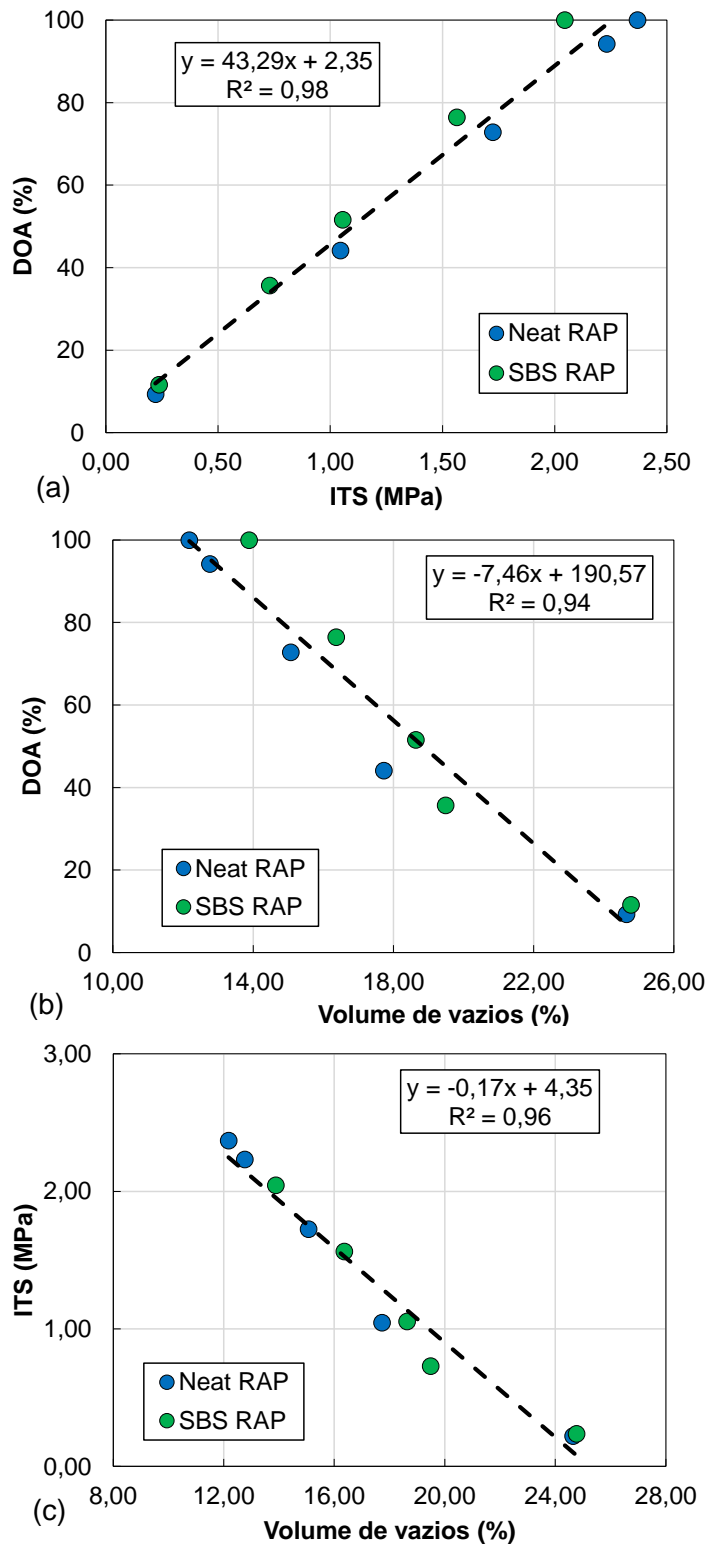 100
80
60
40
20
0
DOA (%)
y = 43,29x + 2,35
R² = 0,98
Neat RAP
SBS RAP
0,00 0,50 1,00 1,50 2,00 2,50
ITS (MPa)
(a)
100
80
60
40
20
0
DOA (%)
y = -7,46x + 190,57
R² = 0,94
Neat RAP
SBS RAP
10,00 14,00 18,00 22,00 26,00
Volume de vazios (%)
(b)
3,00
2,00
1,00
0,00
ITS (MPa)
y = -0,17x + 4,35
R² = 0,96
Neat RAP
SBS RAP
8,00 12,00 16,00 20,00 24,00 28,00
Volume de vazios (%)
(c)